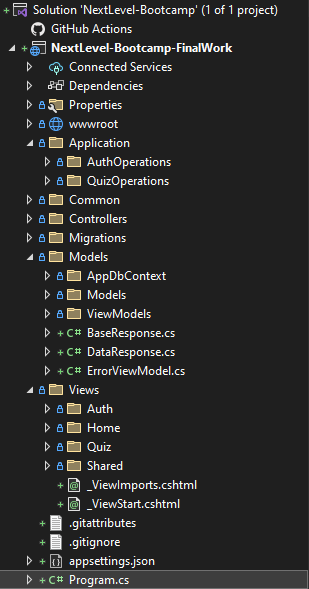 Solution 'NextLevel-Bootcamp' (1 of 1 project)
GitHub Actions
NextLevel-Bootcamp-FinalWork
Connected Services
Dependencies
Properties
wwwroot
Application
AuthOperations
QuizOperations
Common
Controllers
Migrations
Models
AppDbContext
Models
ViewModels
C# BaseResponse.cs
C# DataResponse.cs
C# ErrorViewModel.cs
Views
Auth
Home
Quiz
Shared
_ViewImports.cshtml
_ViewStart.cshtml
.gitattributes
.gitignore
appsettings.json
C# Program.cs